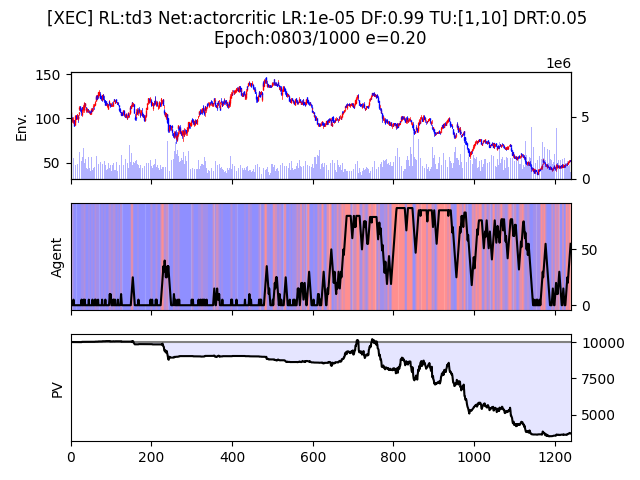 [XEC] RL:td3 Net:actorcritic LR:1e-05 DF:0.99 TU:[1,10] DRT:0.05
Epoch:0803/1000 e=0.20
1e6
150
100
50
Env.
5
0
Agent
50
0
PV
10000
7500
5000
0 200 400 600 800 1000 1200